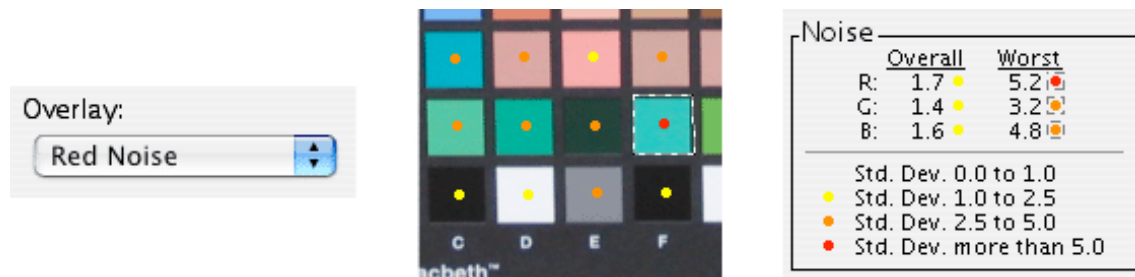 Overlay:
Red Noise
C D E F
acbeth™
Noise
Overall Worst
R: 1.7 5.2
G: 1.4 3.2
B: 1.6 4.8
Std. Dev. 0.0 to 1.0
Std. Dev. 1.0 to 2.5
Std. Dev. 2.5 to 5.0
Std. Dev. more than 5.0